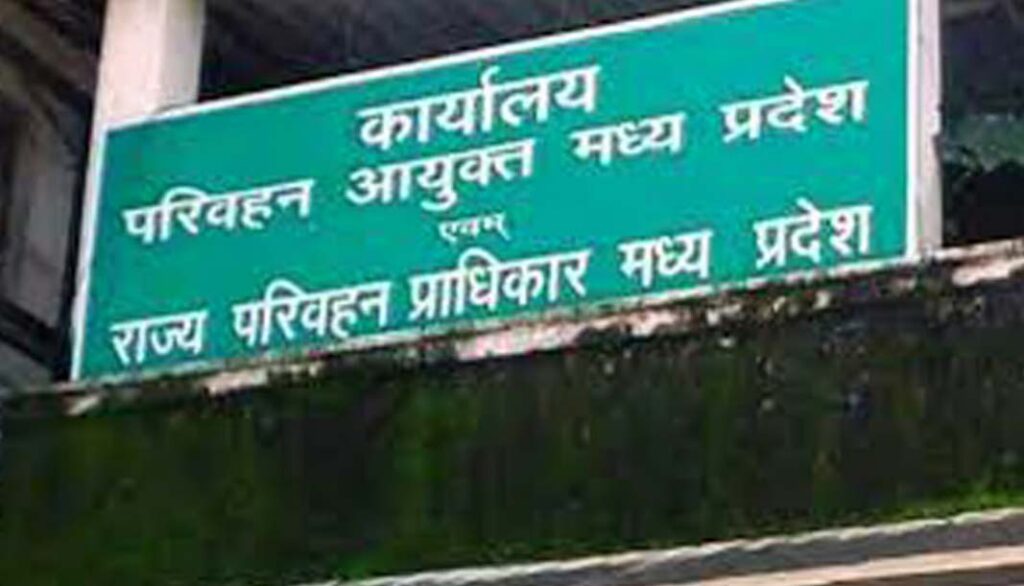 कार्यालय
परिवहन आयुक्त मध्य प्रदेश
एवम्
राज्य परिवहन प्राधिकार मध्य प्रदेश